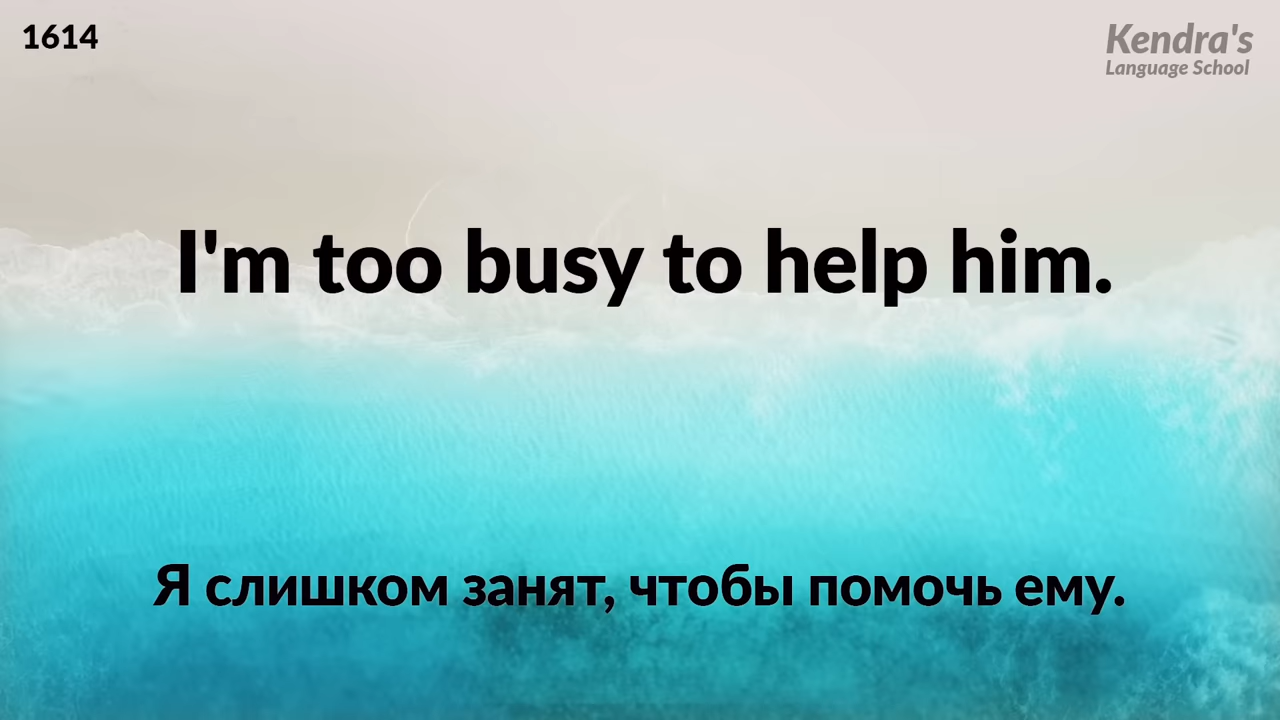 1614
Kendra's
Language School
I'm too busy to help him.
Я слишком занят, чтобы помочь ему.